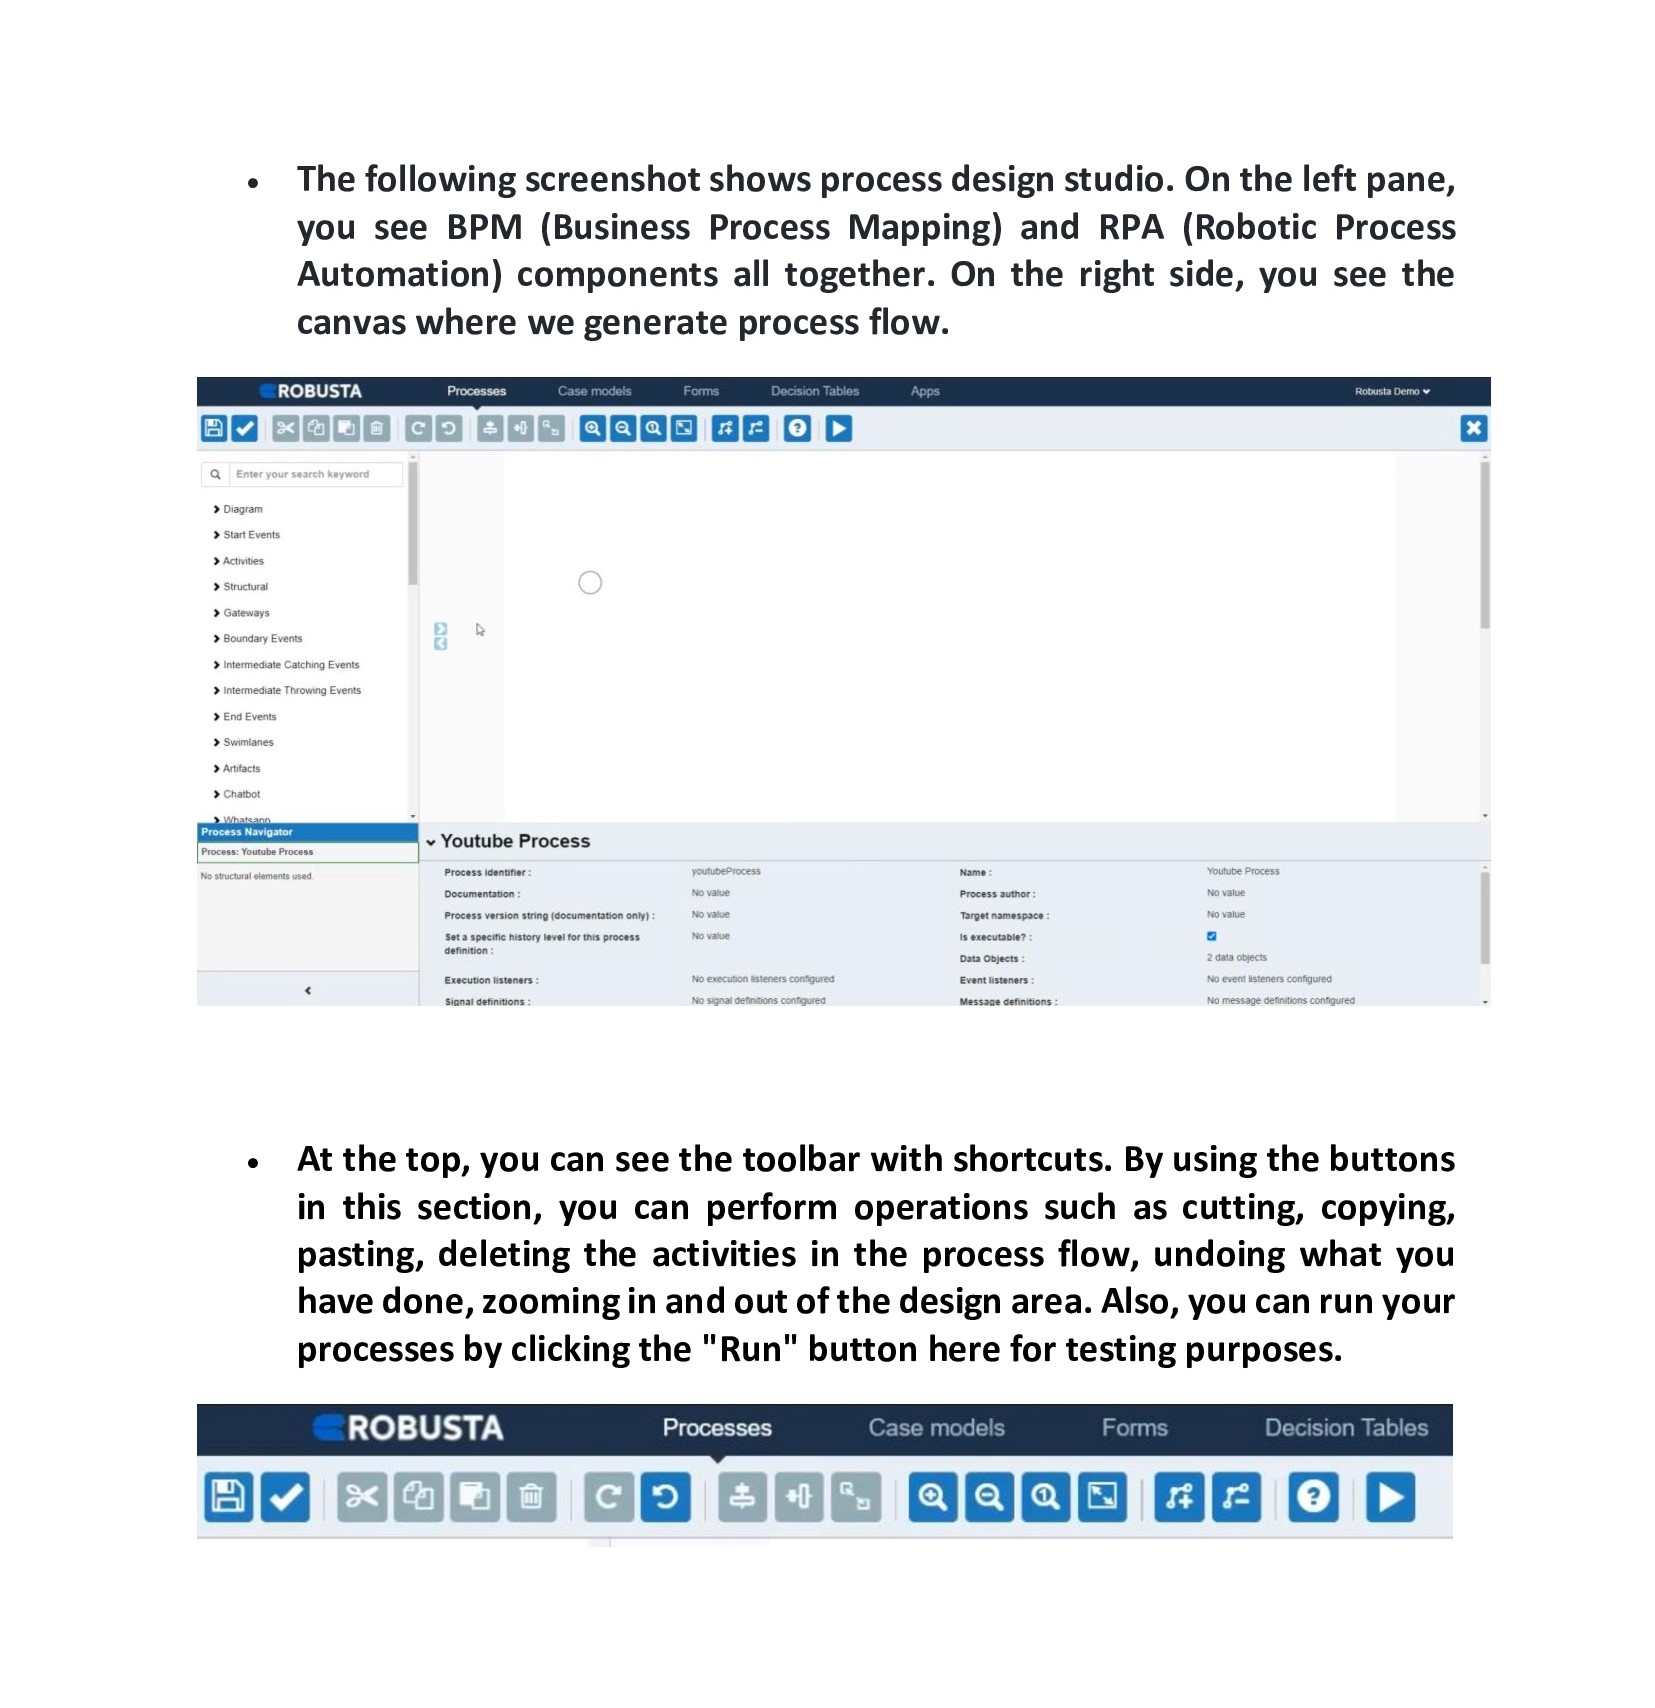 • The following screenshot shows process design studio. On the left pane,
you see BPM (Business Process Mapping) and RPA (Robotic Process
Automation) components all together. On the right side, you see the
canvas where we generate process flow.
ROBUSTA Processes Case models Forms Decision Tables Apps Robusta Demo
Enter your search keyword
Diagram
Start Events
Activities
Structural
Gateways
Boundary Events
Intermediate Catching Events
Intermediate Throwing Events
End Events
Swimlanes
Artifacts
Chatbot
Whatsapp
Process Navigator
Process: Youtube Process
No structural elements used.
Youtube Process
Process identifier : youtubeProcess Name : Youtube Process
Documentation : No value Process author : No value
Process version string (documentation only) : No value Target namespace : No value
Set a specific history level for this process No value Is executable? :
definition :
Data Objects : 2 data objects
Execution listeners : No execution listeners configured Event listeners : No event listeners configured
Signal definitions : No signal definitions configured Message definitions : No message definitions configured
• At the top, you can see the toolbar with shortcuts. By using the buttons
in this section, you can perform operations such as cutting, copying,
pasting, deleting the activities in the process flow, undoing what you
have done, zooming in and out of the design area. Also, you can run your
processes by clicking the "Run" button here for testing purposes.
ROBUSTA Processes Case models Forms Decision Tables